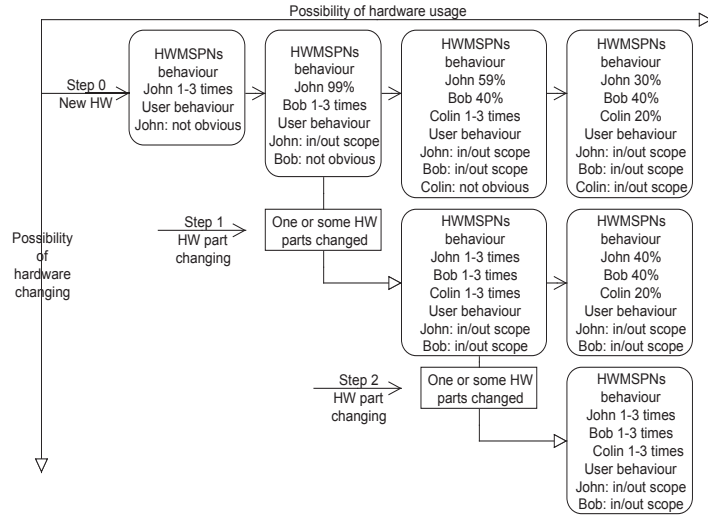 Possibility of hardware usage
Step 0
New HW
HWMSPNs
behaviour
John 1-3 times
User behaviour
John: not obvious
HWMSPNs
behaviour
John 99%
Bob 1-3 times
User behaviour
John: in/out scope
Bob: not obvious
HWMSPNs
behaviour
John 59%
Bob 40%
Colin 1-3 times
User behaviour
John: in/out scope
Bob: in/out scope
Colin: not obvious
HWMSPNs
behaviour
John 30%
Bob 40%
Colin 20%
User behaviour
John: in/out scope
Bob: in/out scope
Colin: in/out scope
Possibility
of
hardware
changing
Step 1
HW part
changing
One or some HW
parts changed
HWMSPNs
behaviour
John 1-3 times
Bob 1-3 times
Colin 1-3 times
User behaviour
John: in/out scope
Bob: in/out scope
HWMSPNs
behaviour
John 40%
Bob 40%
Colin 20%
User behaviour
John: in/out scope
Bob: in/out scope
Step 2
HW part
changing
One or some HW
parts changed
HWMSPNs
behaviour
John 1-3 times
Bob 1-3 times
Colin 1-3 times
User behaviour
John: in/out scope
Bob: in/out scope